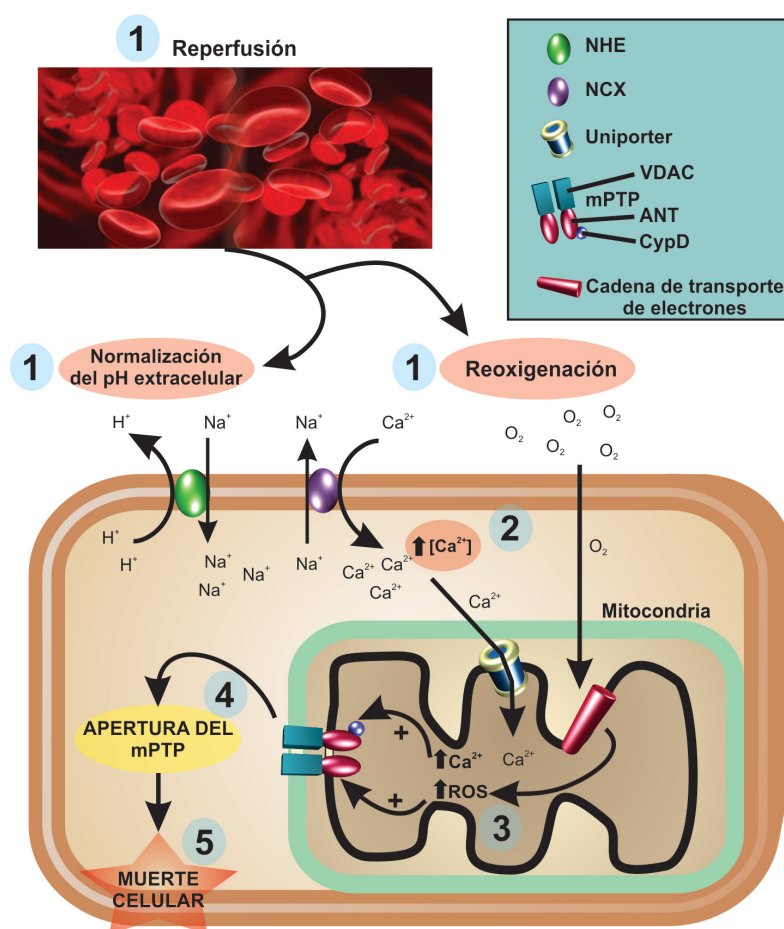 1 Reperfusión
NHE
NCX
Uniporter
VDAC
mPTP
ANT
CypD
Cadena de transporte
de electrones
1
Normalización
del pH extracelular
1
Reoxigenación
H⁺
Na⁺
Na⁺
Ca²⁺
O₂
O₂
O₂
O₂
O₂
H⁺
H⁺
Na⁺
Na⁺
Na⁺
Na⁺
Ca²⁺
Ca²⁺
Ca²⁺
⬆[Ca²⁺]
2
Ca²⁺
O₂
Mitocondria
4
APERTURA DEL
mPTP
+
⬆Ca²⁺
Ca²⁺
+
⬆ROS
3
5
MUERTE
CELULAR